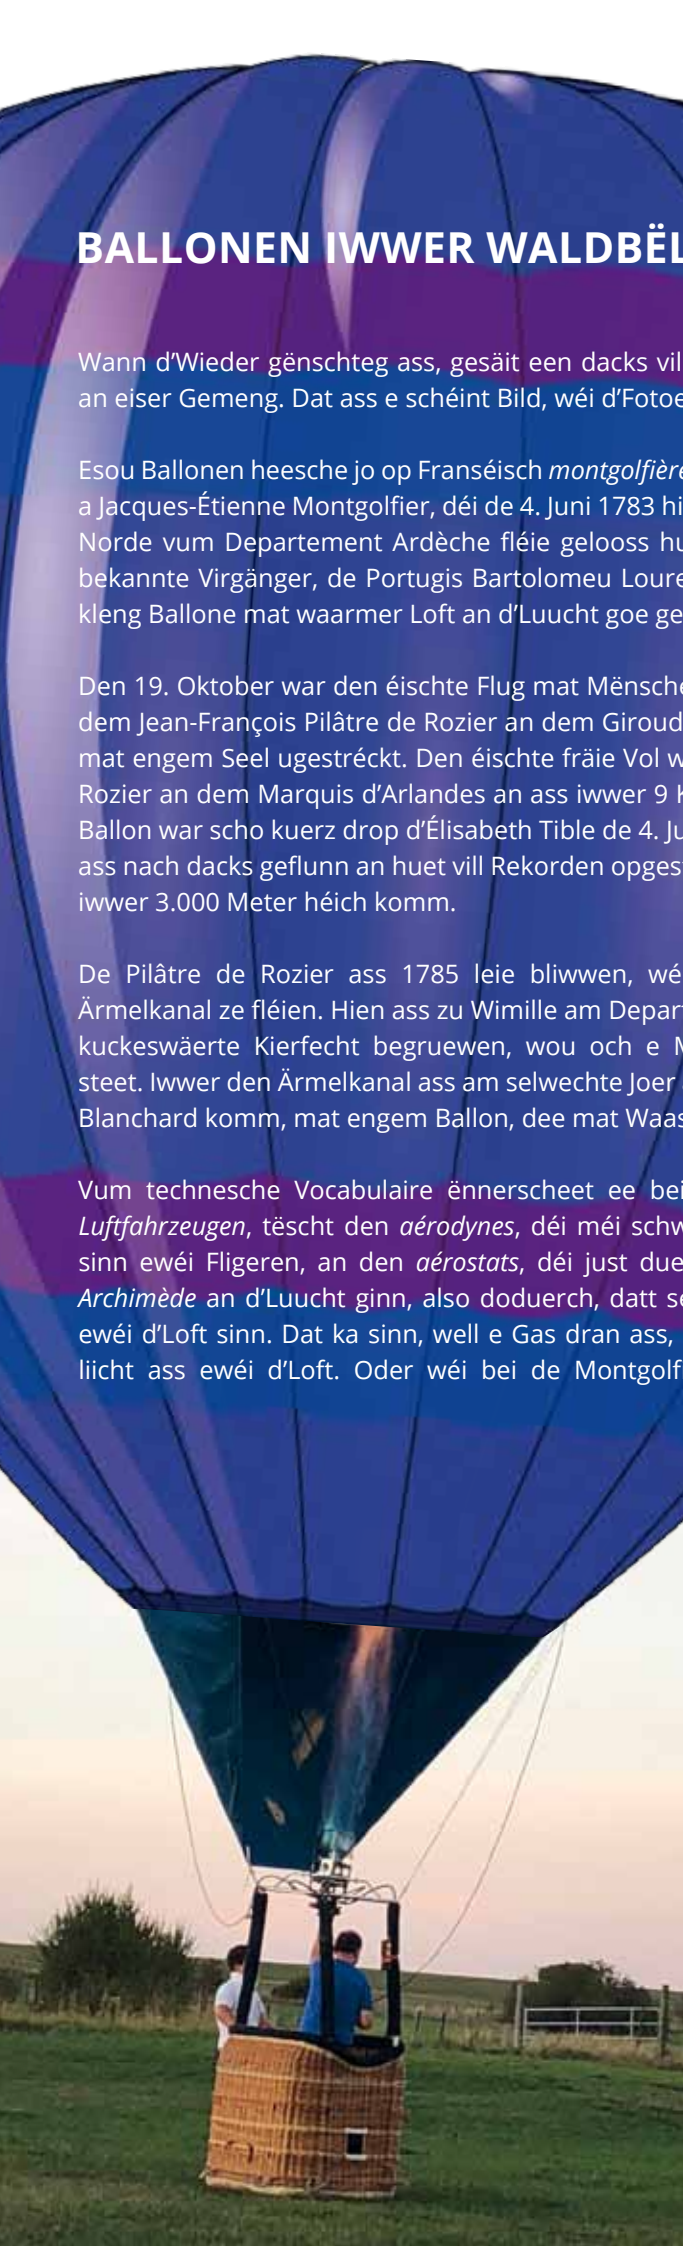 BALLONEN IWWER WALDBËL
Wann d'Wieder gënschteg ass, gesäit een dacks vil
an eiser Gemeng. Dat ass e schéint Bild, wéi d'Fotoe
Esou Ballonen heesche jo op Franséisch montgolfière
a Jacques-Étienne Montgolfier, déi de 4. Juni 1783 hi
Norde vum Departement Ardèche fléie gelooss hu
bekannte Virgänger, de Portugis Bartolomeu Loure
kleng Ballone mat waarmer Loft an d'Luucht goe ge
Den 19. Oktober war den éischte Flug mat Mënsche
dem Jean-François Pilâtre de Rozier an dem Giroud
mat engem Seel ugestréckt. Den éischte fräie Vol w
Rozier an dem Marquis d'Arlandes an ass iwwer 9 K
Ballon war scho kuerz drop d'Élisabeth Tible de 4. Ju
ass nach dacks geflunn an huet vill Rekorden opges
iwwer 3.000 Meter héich komm.
De Pilâtre de Rozier ass 1785 leie bliwwen, wé
Ärmelkanal ze fléien. Hien ass zu Wimille am Depar
kuckeswäerte Kierfecht begruewen, wou och e M
steet. Iwwer den Ärmelkanal ass am selwechte Joer
Blanchard komm, mat engem Ballon, dee mat Waas
Vum technesche Vocabulaire ënnerscheet ee bei
Luftfahrzeugen, tëscht den aérodynes, déi méi schw
sinn ewéi Fligeren, an den aérostats, déi just due
Archimède an d'Luucht ginn, also doduerch, datt se
ewéi d'Loft sinn. Dat ka sinn, well e Gas dran ass,
liicht ass ewéi d'Loft. Oder wéi bei de Montgolf